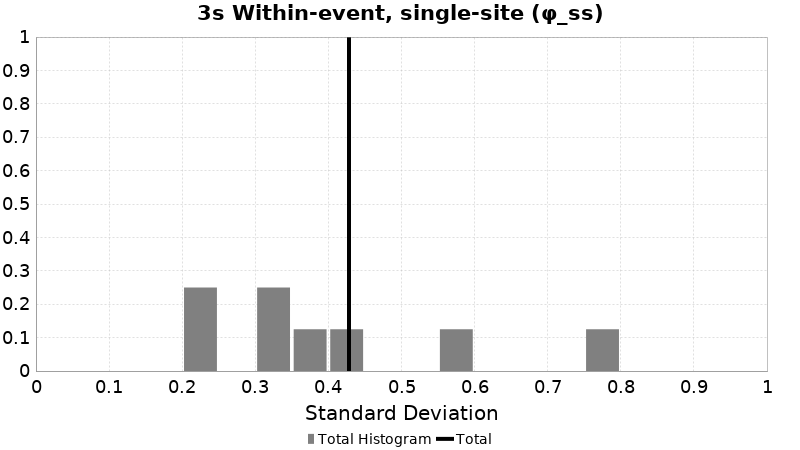 3s Within-event, single-site (φ_ss)
1
0.9
0.8
0.7
0.6
0.5
0.4
0.3
0.2
0.1
0
0 0.1 0.2 0.3 0.4 0.5 0.6 0.7 0.8 0.9 1
Standard Deviation
Total Histogram Total